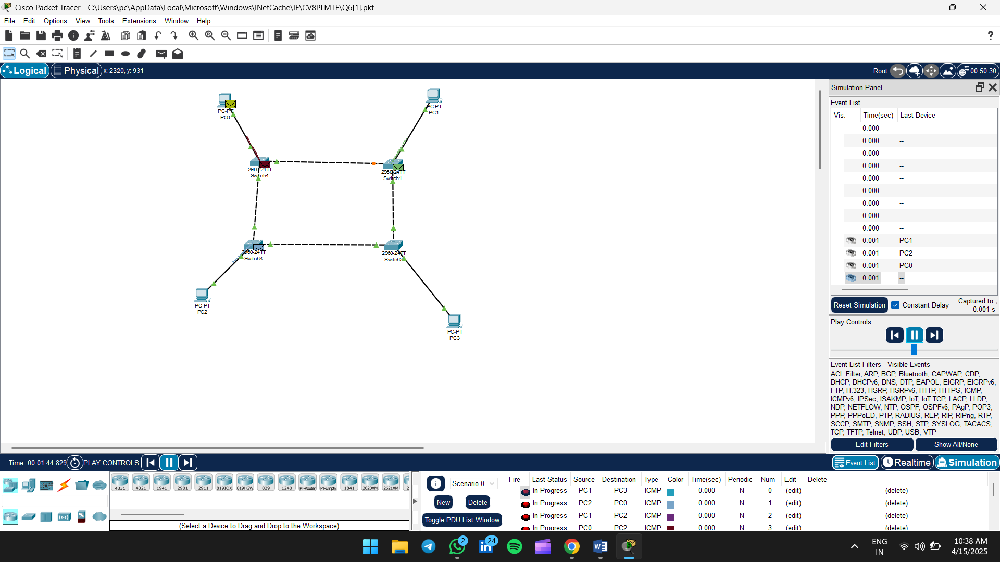 Cisco Packet Tracer - C:\Users\pc\AppData\Local\Microsoft\Windows\INetCache\IE\CV8PLMTE\Q6[1].pkt
File Edit Options View Tools Extensions Window Help
Logical Physical x: 2320, y: 931 Root 00:50:30
PC-PT
PC0
PC-PT
PC1
2960-24TT
Switch4
2960-24TT
Switch1
2960-24TT
Switch3
2960-24TT
Switch2
PC-PT
PC2
PC-PT
PC3
Simulation Panel
Event List
Vis. Time(sec) Last Device
0.000 --
0.000 --
0.000 --
0.000 --
0.000 --
0.000 --
0.000 --
0.000 --
0.000 --
0.001 PC1
0.001 PC2
0.001 PC0
0.001 --
Reset Simulation Constant Delay Captured to:
0.001 s
Play Controls
Event List Filters - Visible Events
ACL Filter, ARP, BGP, Bluetooth, CAPWAP, CDP,
DHCP, DHCPv6, DNS, DTP, EAPOL, EIGRP, EIGRPv6,
FTP, H.323, HSRP, HSRPv6, HTTP, HTTPS, ICMP,
ICMPv6, IPSec, ISAKMP, IoT, IoT TCP, LACP, LLDP,
NDP, NETFLOW, NTP, OSPF, OSPFv6, PAgP, POP3,
PPP, PPPoED, PTP, RADIUS, REP, RIP, RIPng, RTP,
SCCP, SMTP, SNMP, SSH, STP, SYSLOG, TACACS,
TCP, TFTP, Telnet, UDP, USB, VTP
Edit Filters Show All/None
Time: 00:01:44.829 PLAY CONTROLS: Event List Realtime Simulation
4331 4321 1941 2901 2911 819IOX 819HGW 829 1240 PT-Router PT-Empty 1841 2620XM 2621XM 2
(Select a Device to Drag and Drop to the Workspace)
Scenario 0
New Delete
Toggle PDU List Window
Fire Last Status Source Destination Type Color Time(sec) Periodic Num Edit Delete
In Progress PC1 PC3 ICMP 0.000 N 0 (edit) (delete)
In Progress PC2 PC0 ICMP 0.000 N 1 (edit) (delete)
In Progress PC1 PC2 ICMP 0.000 N 2 (edit) (delete)
In Progress PC0 PC2 ICMP 0.000 N 3 (edit) (delete)
2 24
ENG
IN
10:38 AM
4/15/2025